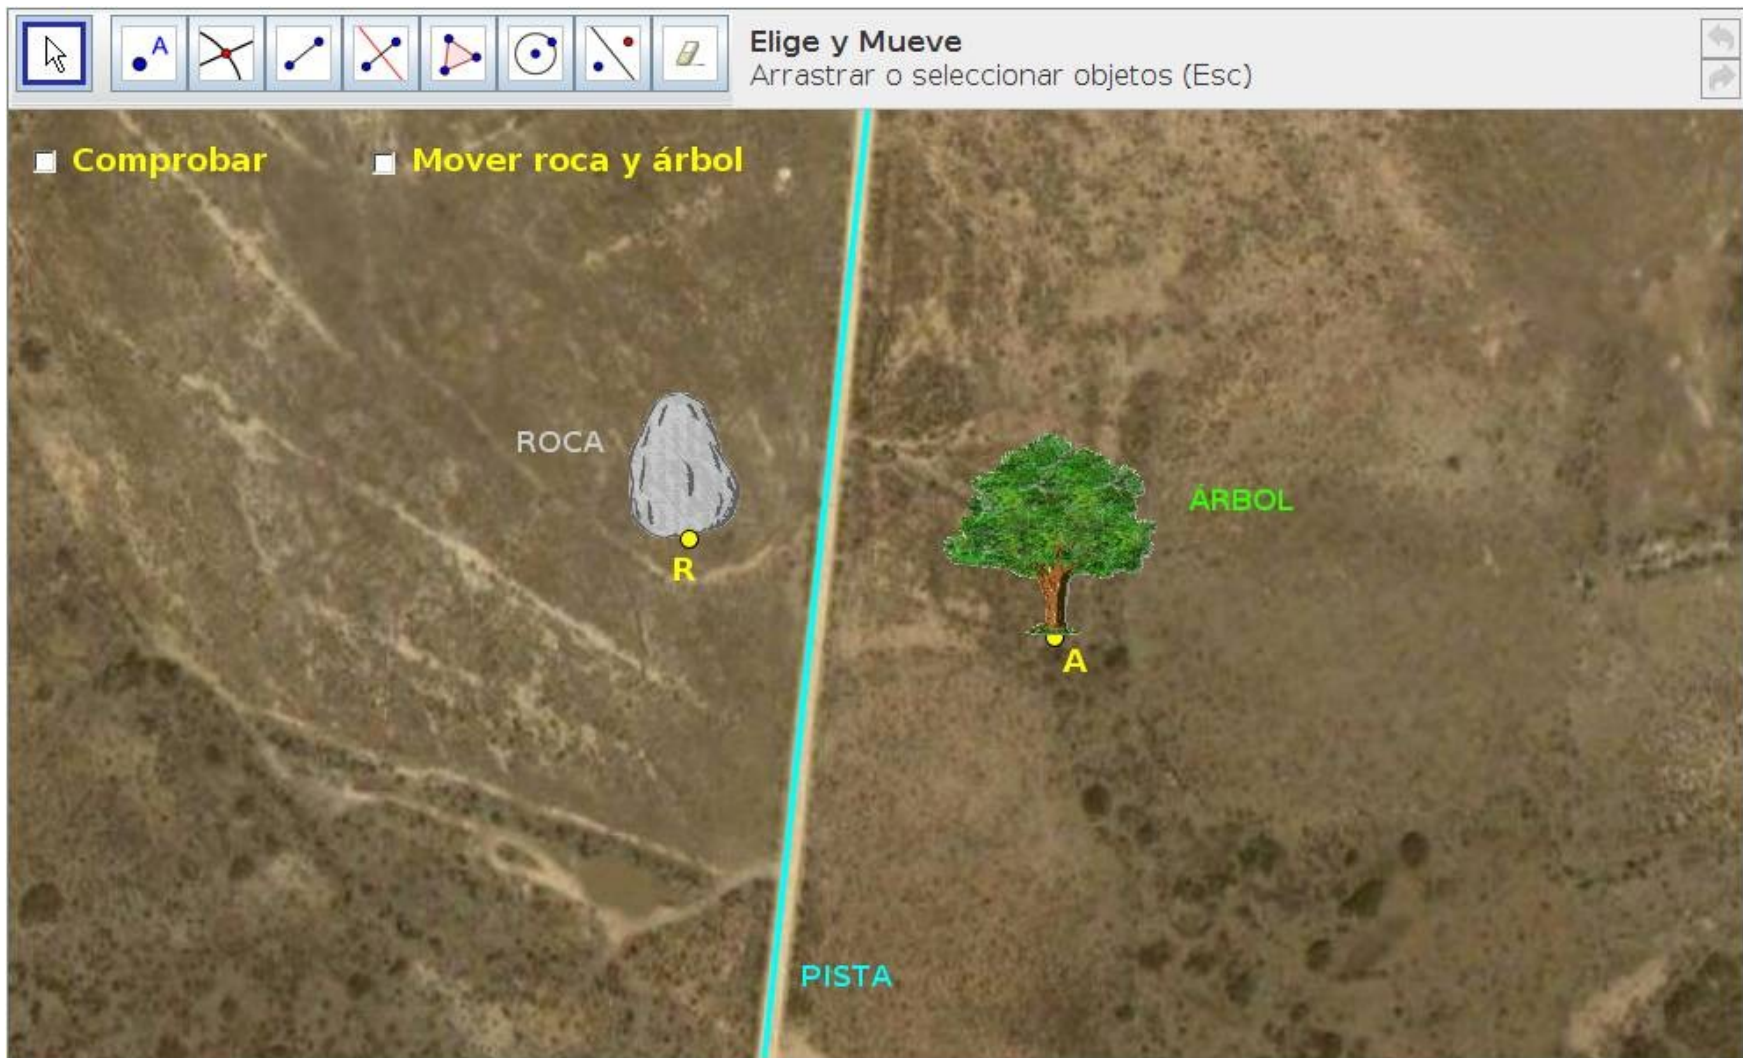 A
Elige y Mueve
Arrastrar o seleccionar objetos (Esc)
Comprobar
Mover roca y árbol
ROCA
ÁRBOL
R
A
PISTA